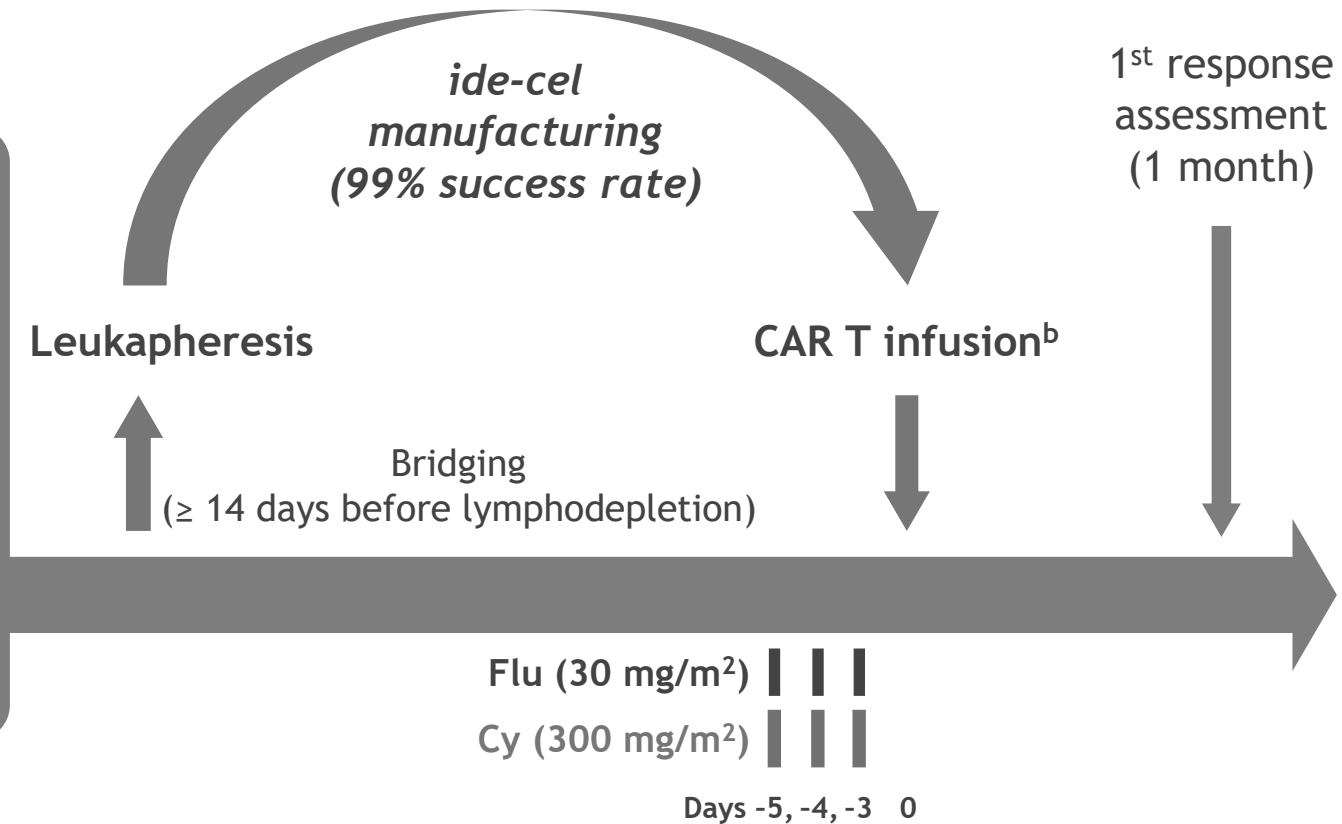 ide-cel
manufacturing
(99% success rate)
1st response
assessment
(1 month)
Leukapheresis
CAR T infusionb
Bridging
(≥ 14 days before lymphodepletion)
Flu (30 mg/m2)
Cy (300 mg/m2)
Days -5, -4, -3 0